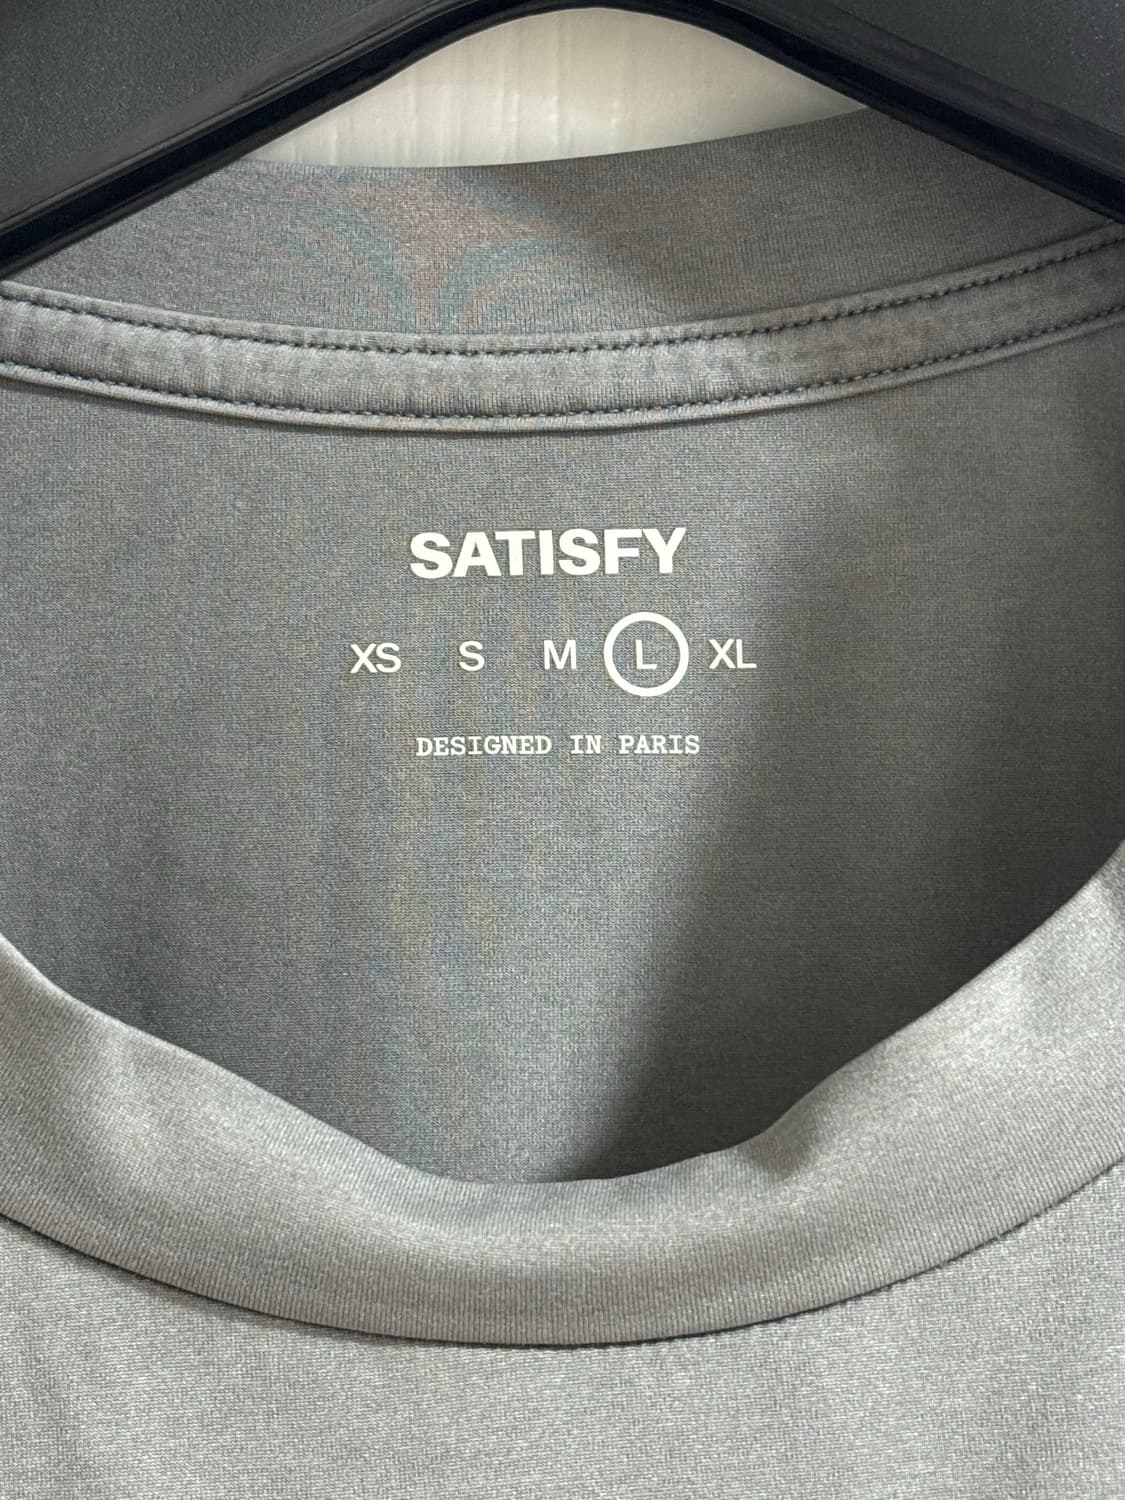 SATISFY
XS S M L XL
DESIGNED IN PARIS